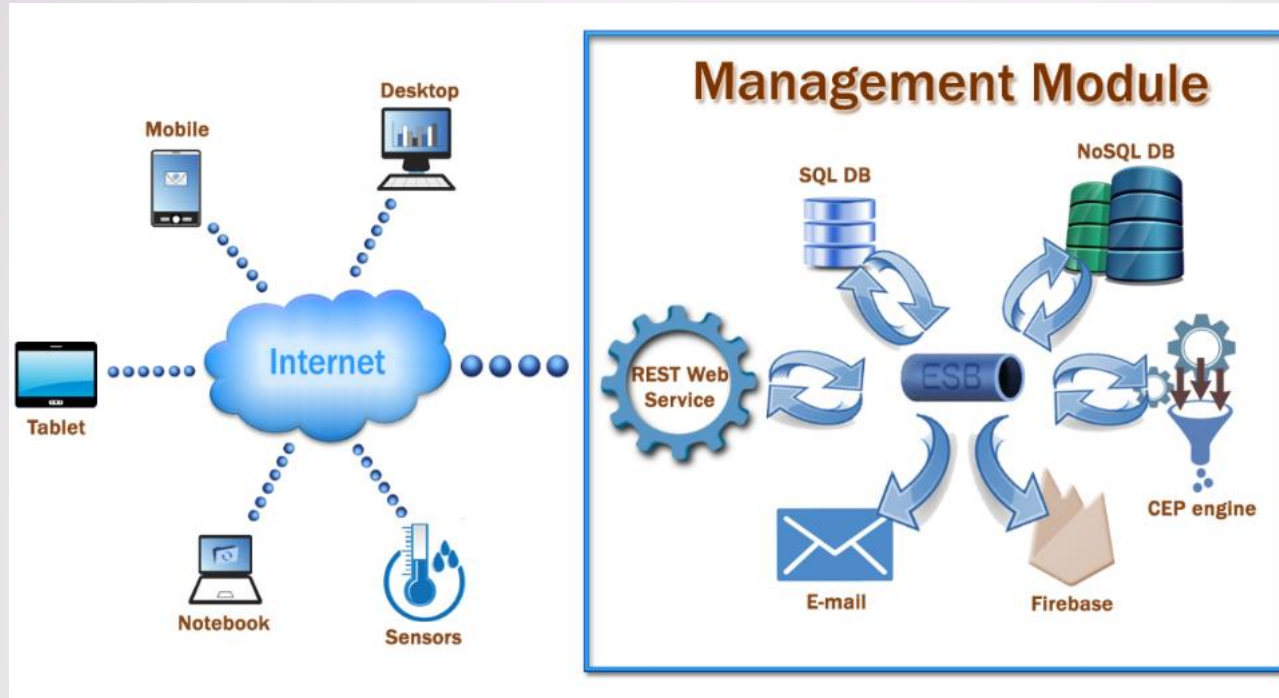 Management Module
Desktop
Mobile
NoSQL DB
SQL DB
Internet
REST Web
Service
ESB
Tablet
CEP engine
E-mail
Firebase
Notebook
Sensors